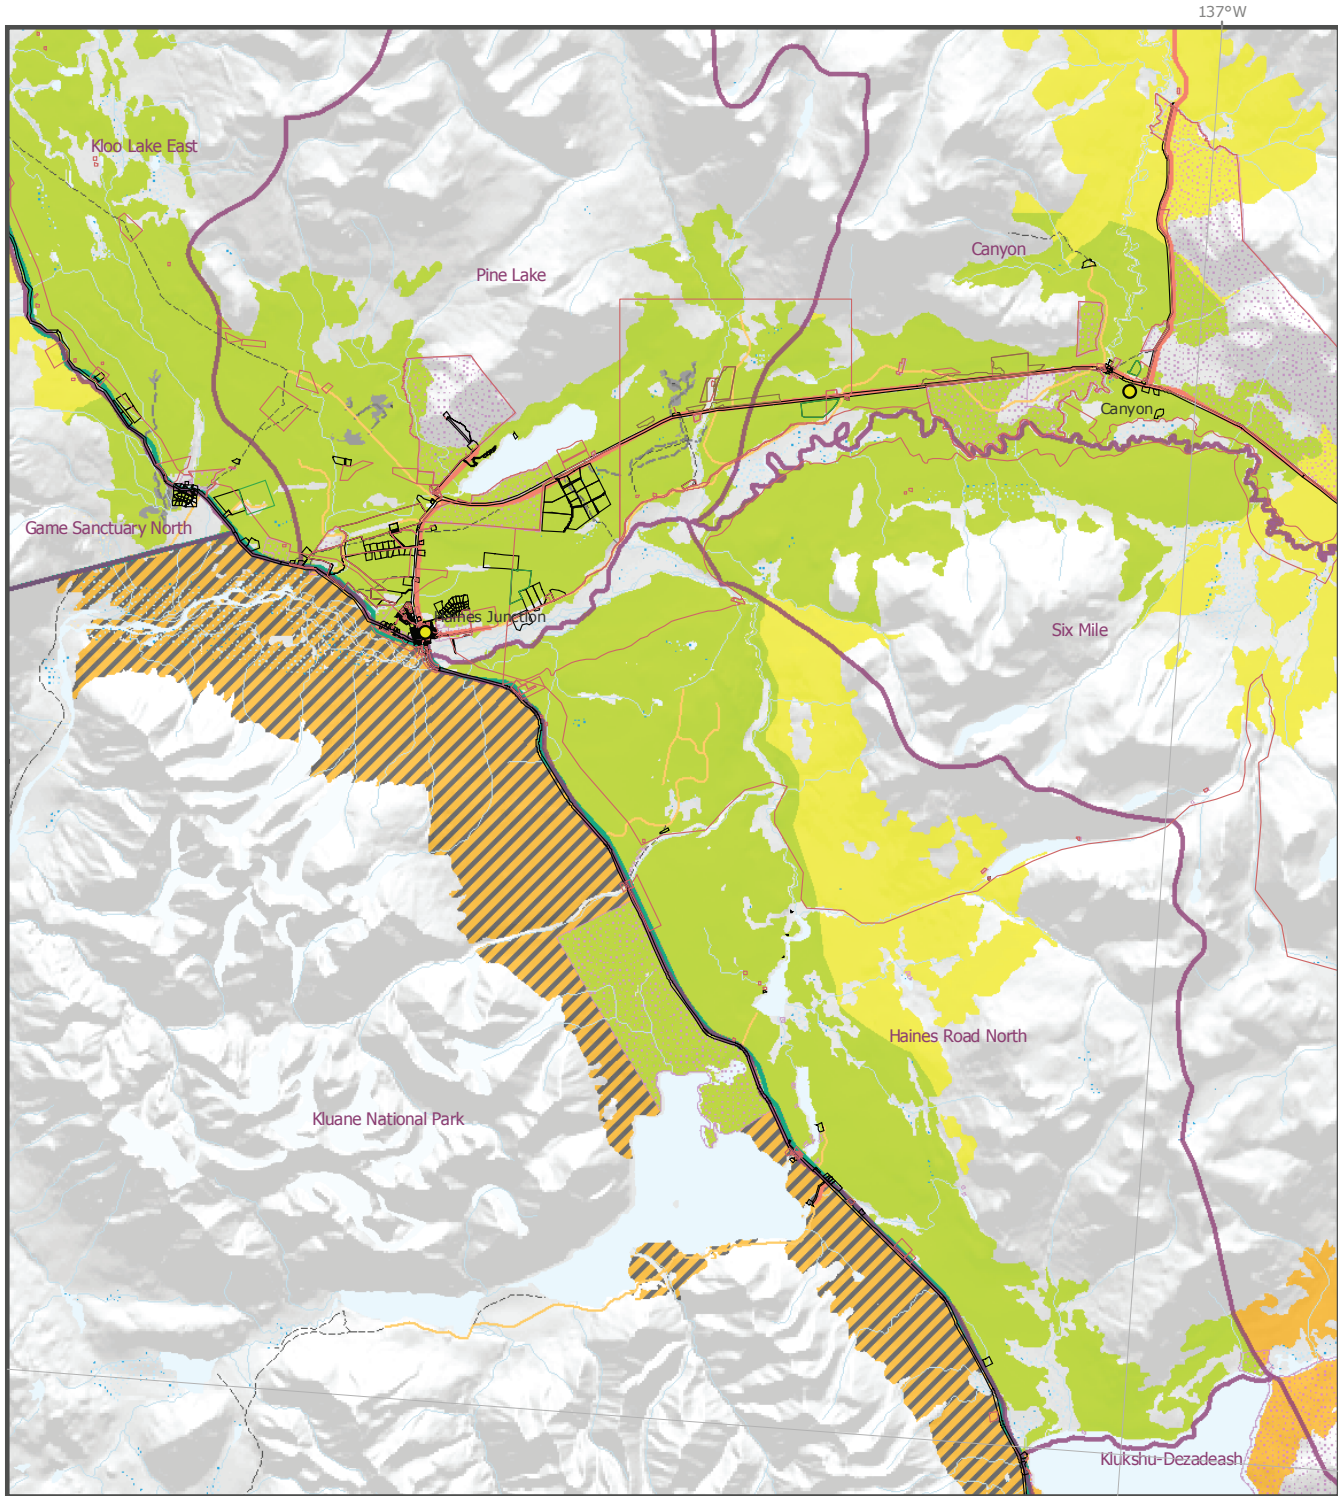 137°W
Kloo Lake East
Canyon
Pine Lake
Canyon
Game Sanctuary North
Haines Junction
Six Mile
Haines Road North
Kluane National Park
Klukshu-Dezadeash